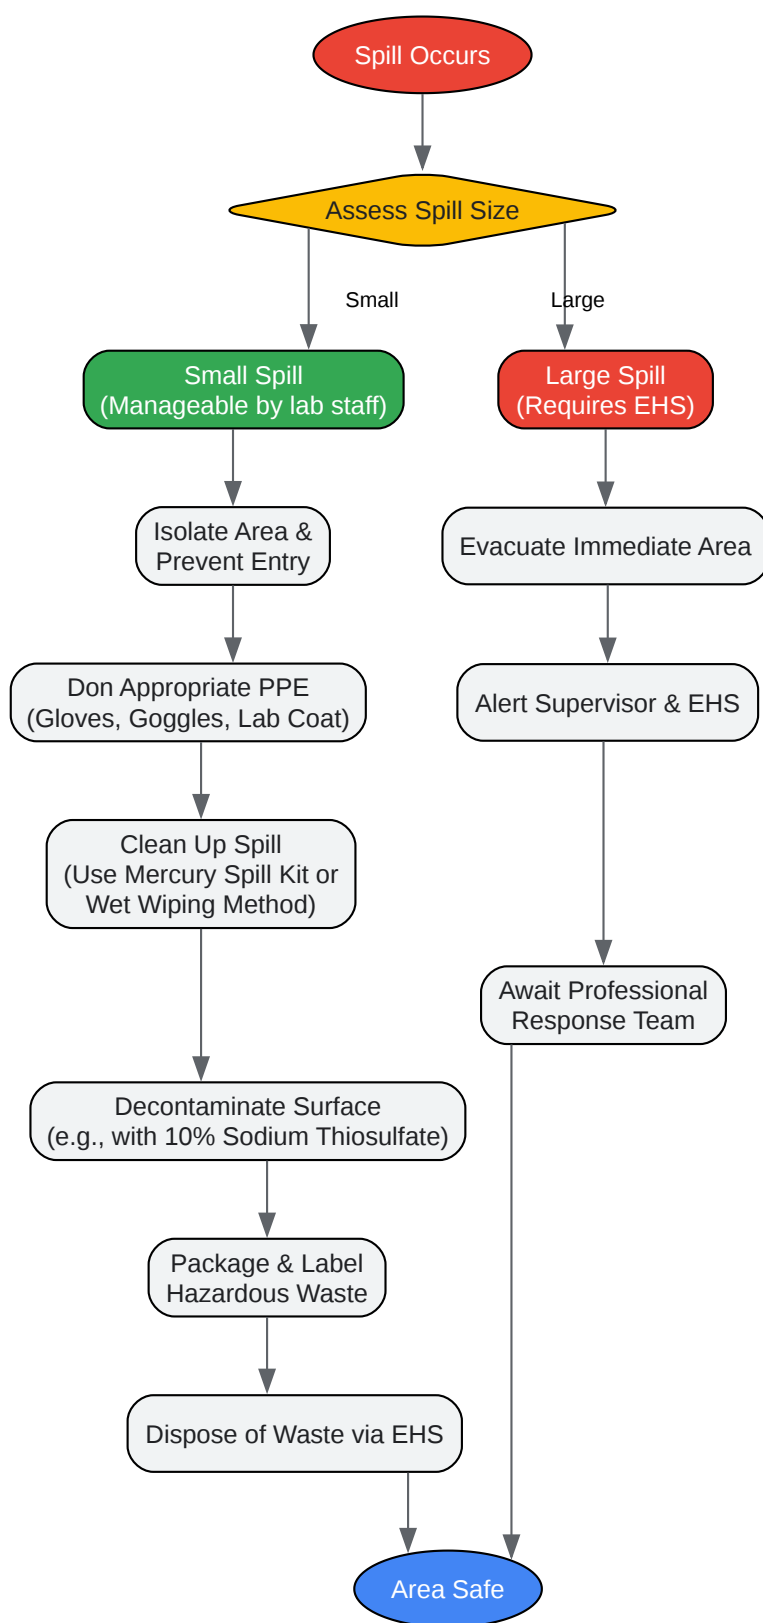 Spill Occurs
Assess Spill Size
Small
Large
Small Spill
(Manageable by lab staff)
Large Spill
(Requires EHS)
Isolate Area &
Prevent Entry
Evacuate Immediate Area
Don Appropriate PPE
(Gloves, Goggles, Lab Coat)
Alert Supervisor & EHS
Clean Up Spill
(Use Mercury Spill Kit or
Wet Wiping Method)
Await Professional
Response Team
Decontaminate Surface
(e.g., with 10% Sodium Thiosulfate)
Package & Label
Hazardous Waste
Dispose of Waste via EHS
Area Safe